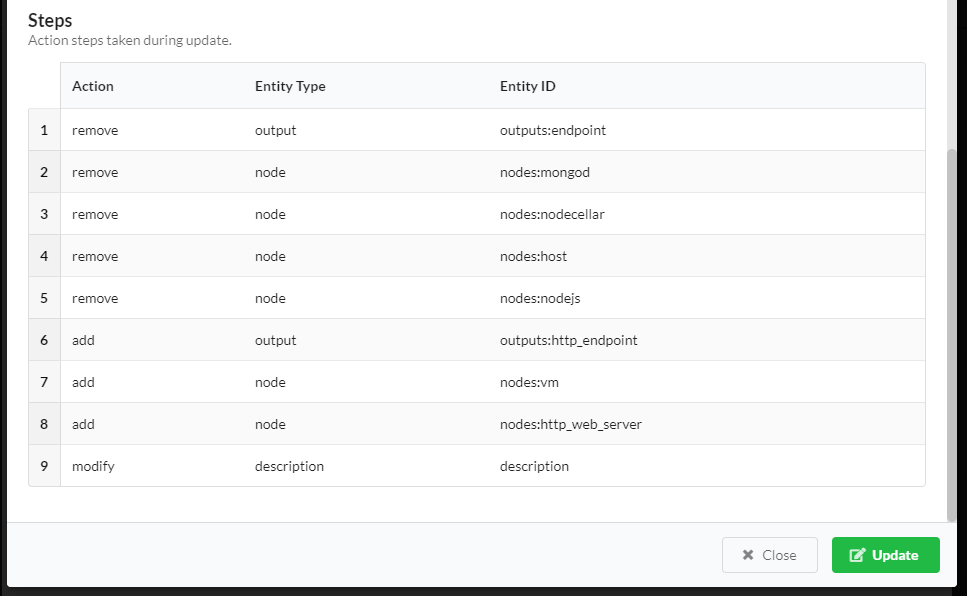 Steps
Action steps taken during update.
Action Entity Type Entity ID
1 remove output outputs:endpoint
2 remove node nodes:mongod
3 remove node nodes:nodecellar
4 remove node nodes:host
5 remove node nodes:nodejs
6 add output outputs:http_endpoint
7 add node nodes:vm
8 add node nodes:http_web_server
9 modify description description
Close Update